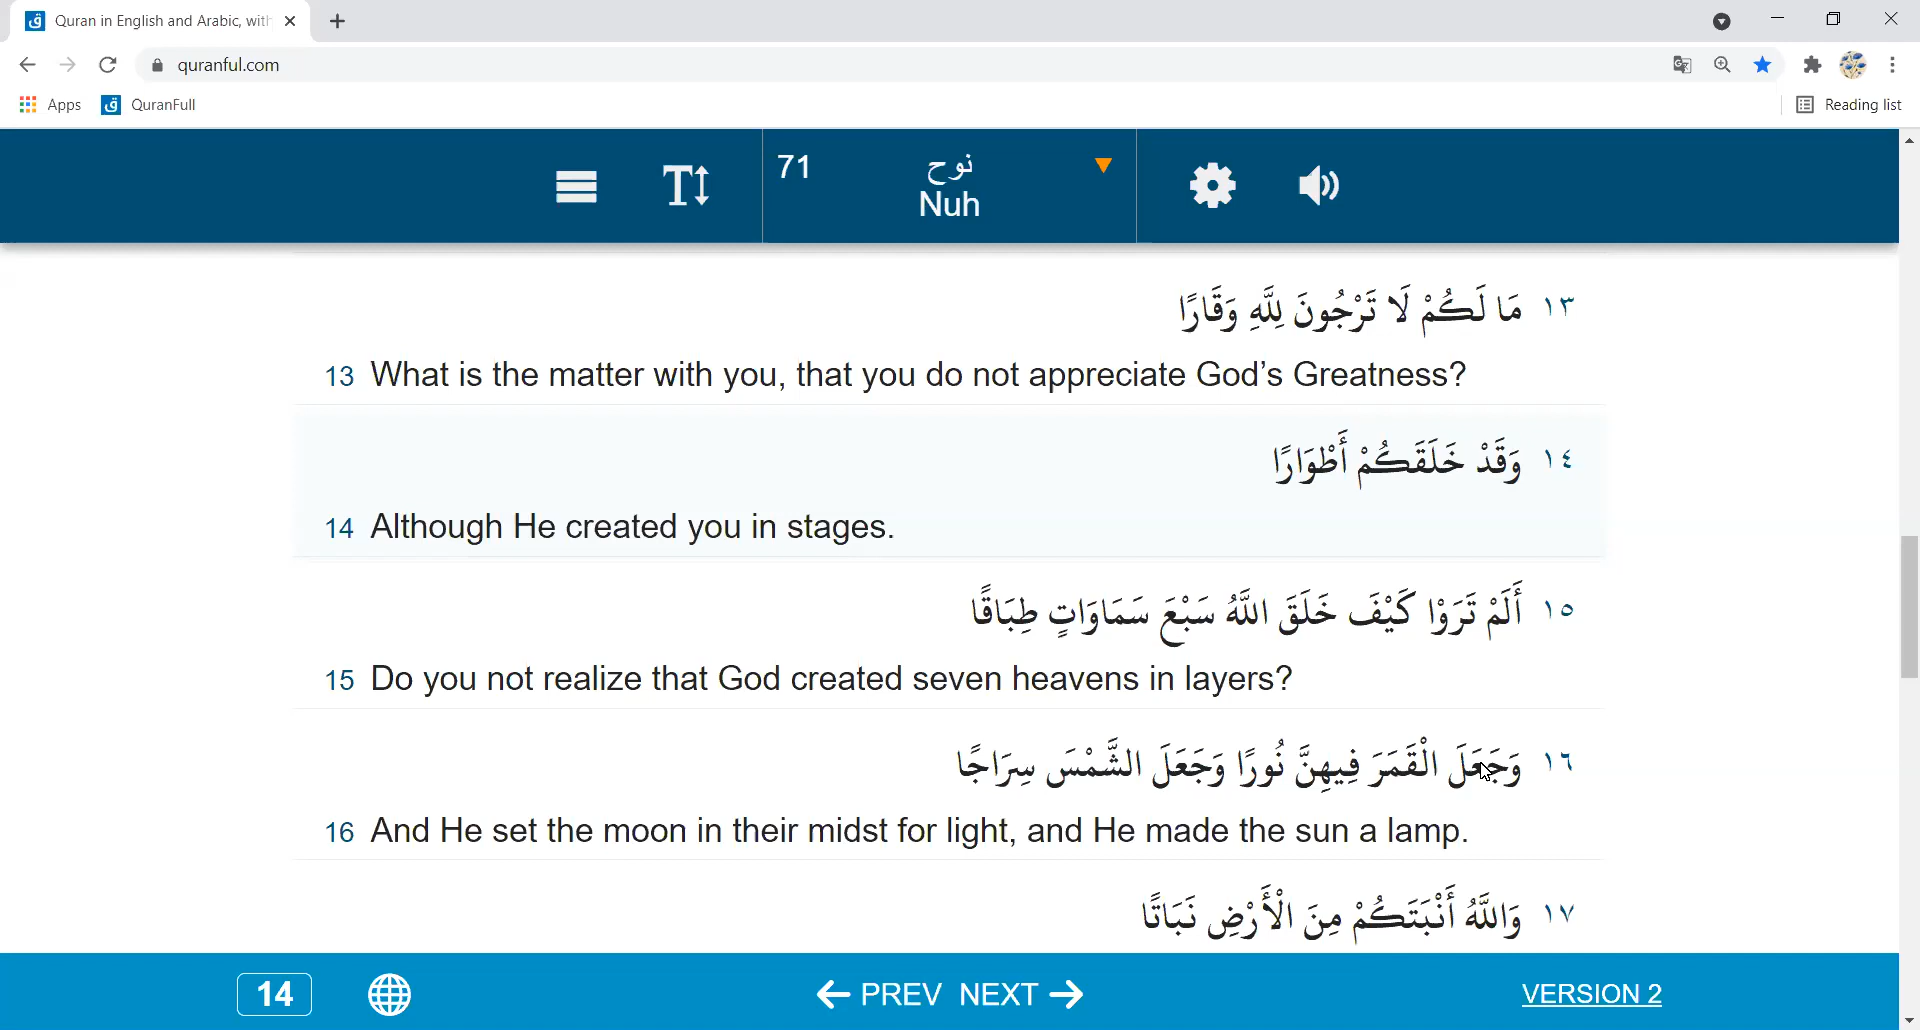 Quran in English and Arabic, with
quranful.com
Apps
QuranFull
Reading list
71
نوح
Nuh
١٣ مَا لَكُمْ لَا تَرْجُونَ لِلَّهِ وَقَارًا
13 What is the matter with you, that you do not appreciate God’s Greatness?
١٤ وَقَدْ خَلَقَكُمْ أَطْوَارًا
14 Although He created you in stages.
١٥ أَلَمْ تَرَوْا كَيْفَ خَلَقَ اللَّهُ سَبْعَ سَمَاوَاتٍ طِبَاقًا
15 Do you not realize that God created seven heavens in layers?
١٦ وَجَعَلَ الْقَمَرَ فِيهِنَّ نُورًا وَجَعَلَ الشَّمْسَ سِرَاجًا
16 And He set the moon in their midst for light, and He made the sun a lamp.
١٧ وَاللَّهُ أَنْبَتَكُمْ مِنَ الْأَرْضِ نَبَاتًا
14
PREV NEXT
VERSION 2